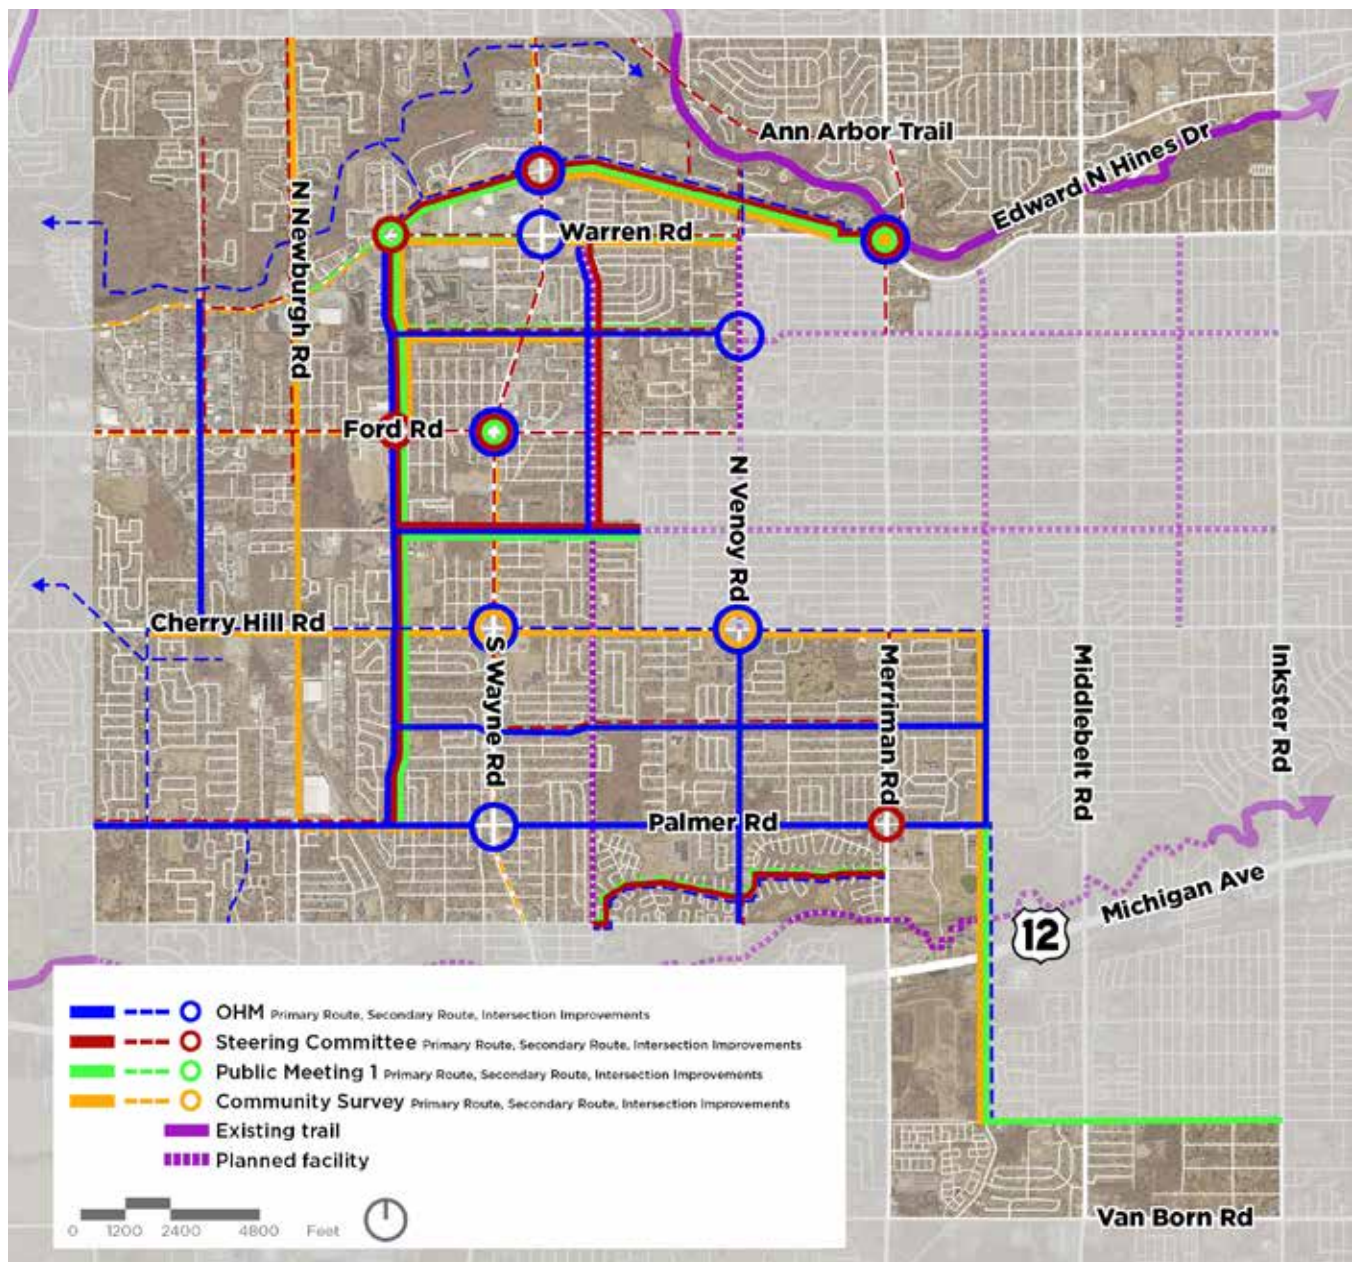 Ann Arbor Trail
Edward N Hines Dr
N Newburgh Rd
Warren Rd
Ford Rd
N Venoy Rd
Cherry Hill Rd
S Wayne Rd
Merriman Rd
Middlebelt Rd
Inkster Rd
Palmer Rd
Michigan Ave
12
OHM Primary Route, Secondary Route, Intersection Improvements
Steering Committee Primary Route, Secondary Route, Intersection Improvements
Public Meeting 1 Primary Route, Secondary Route, Intersection Improvements
Community Survey Primary Route, Secondary Route, Intersection Improvements
Existing trail
Planned facility
0 1200 2400 4800 Feet
Van Born Rd